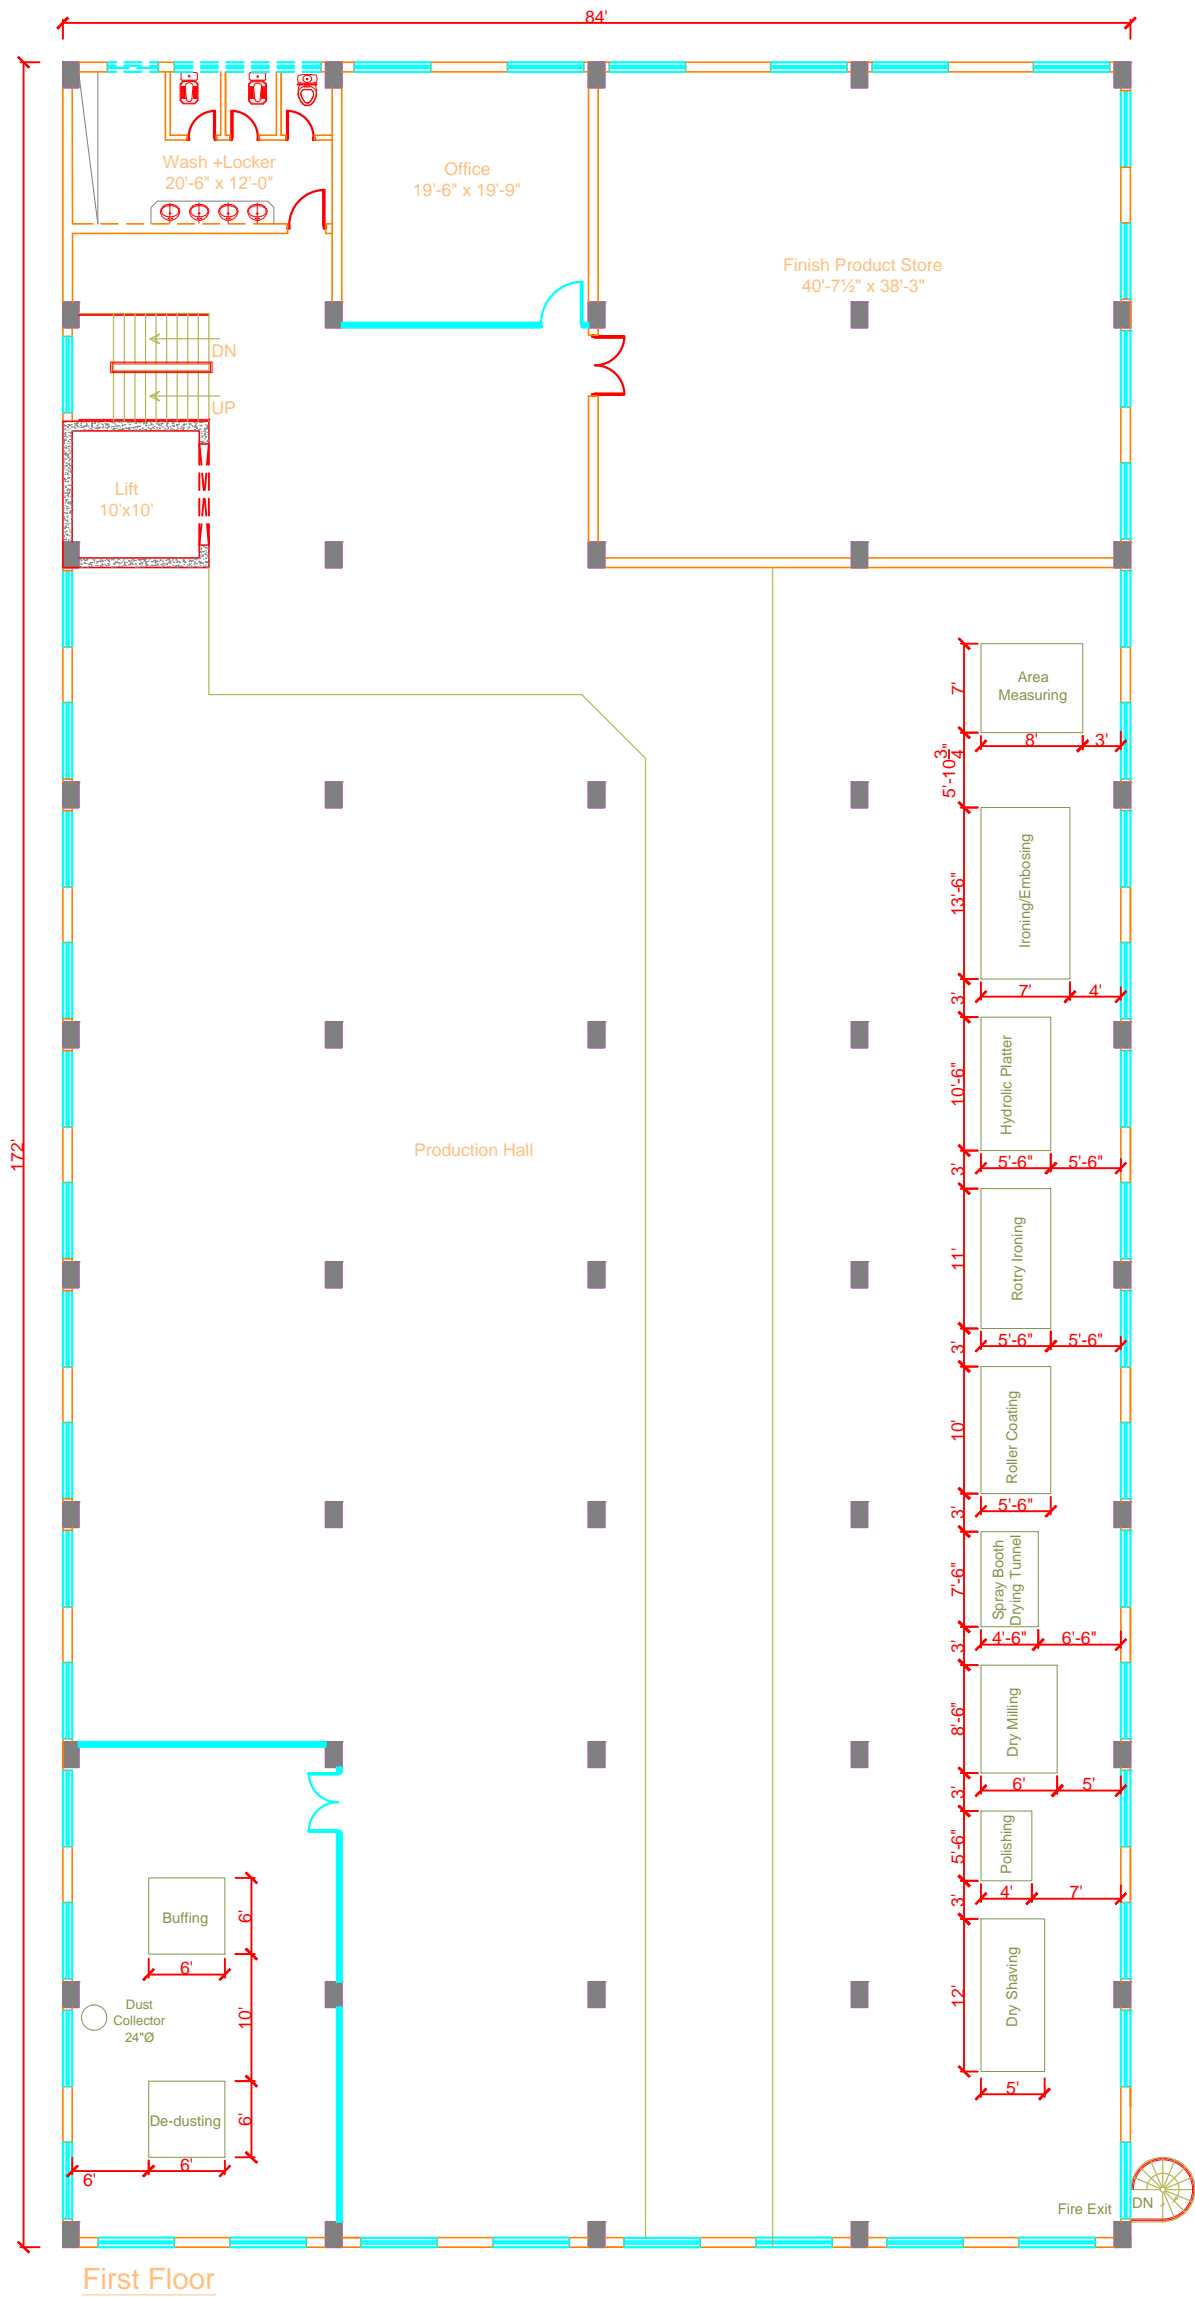 84'
Wash +Locker
20'-6" x 12'-0"
Office
19'-6" x 19'-9"
Finish Product Store
40'-7½" x 38'-3"
DN
UP
Lift
10'x10'
Area
Measuring
7'
8'
3'
5'-10 3/4"
Ironing/Embosing
13'-6"
7'
4'
3'
Hydrolic Platter
10'-6"
5'-6"
5'-6"
3'
172'
Production Hall
Rotry Ironing
11'
5'-6"
5'-6"
3'
Roller Coating
10'
5'-6"
3'
Spray Booth
Drying Tunnel
7'-6"
4'-6"
6'-6"
3'
Dry Milling
8'-6"
6'
5'
3'
Polishing
5'-6"
4'
7'
3'
Buffing
6'
6'
Dry Shaving
12'
5'
Dust
Collector
24"Ø
10'
De-dusting
6'
6'
6'
Fire Exit
DN
First Floor